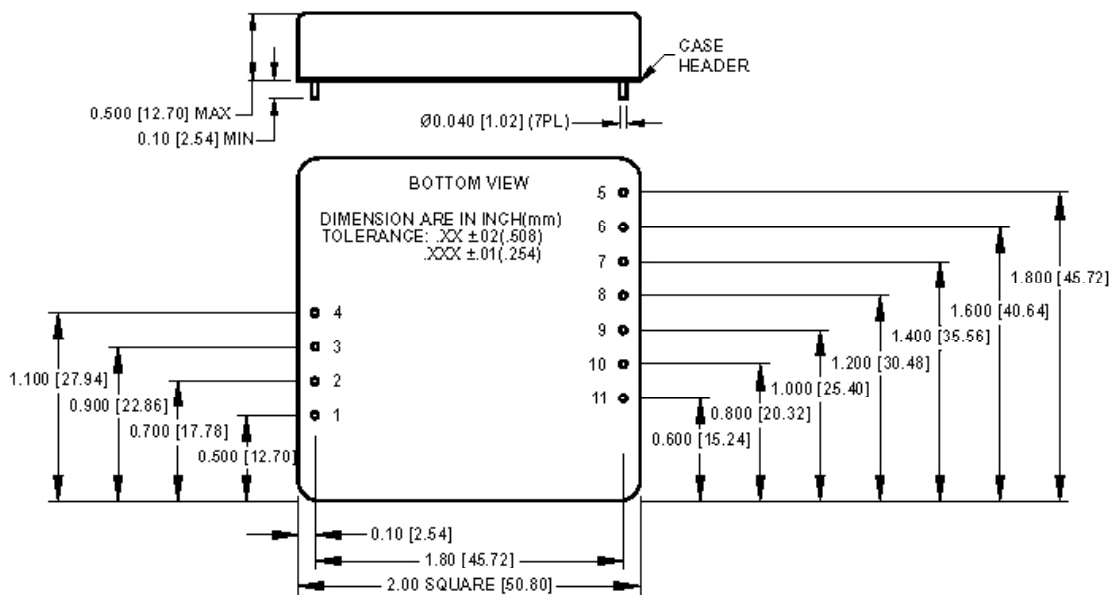 CASE
HEADER
0.500 [12.70] MAX
0.10 [2.54] MIN
Ø0.040 [1.02] (7PL)
BOTTOM VIEW
DIMENSION ARE IN INCH(mm)
TOLERANCE: .XX ±.02(.508)
.XXX ±.01(.254)
5
6
7
8
9
10
11
4
3
2
1
1.800 [45.72]
1.600 [40.64]
1.400 [35.56]
1.200 [30.48]
1.000 [25.40]
0.800 [20.32]
0.600 [15.24]
1.100 [27.94]
0.900 [22.86]
0.700 [17.78]
0.500 [12.70]
0.10 [2.54]
1.80 [45.72]
2.00 SQUARE [50.80]